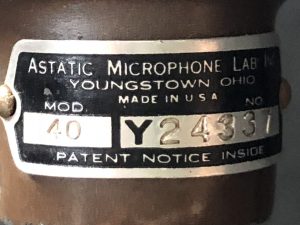 ASTATIC MICROPHONE LAB
YOUNGSTOWN OHIO
MADE IN U.S.A
MOD. NO.
40 Y24337
PATENT NOTICE INSIDE